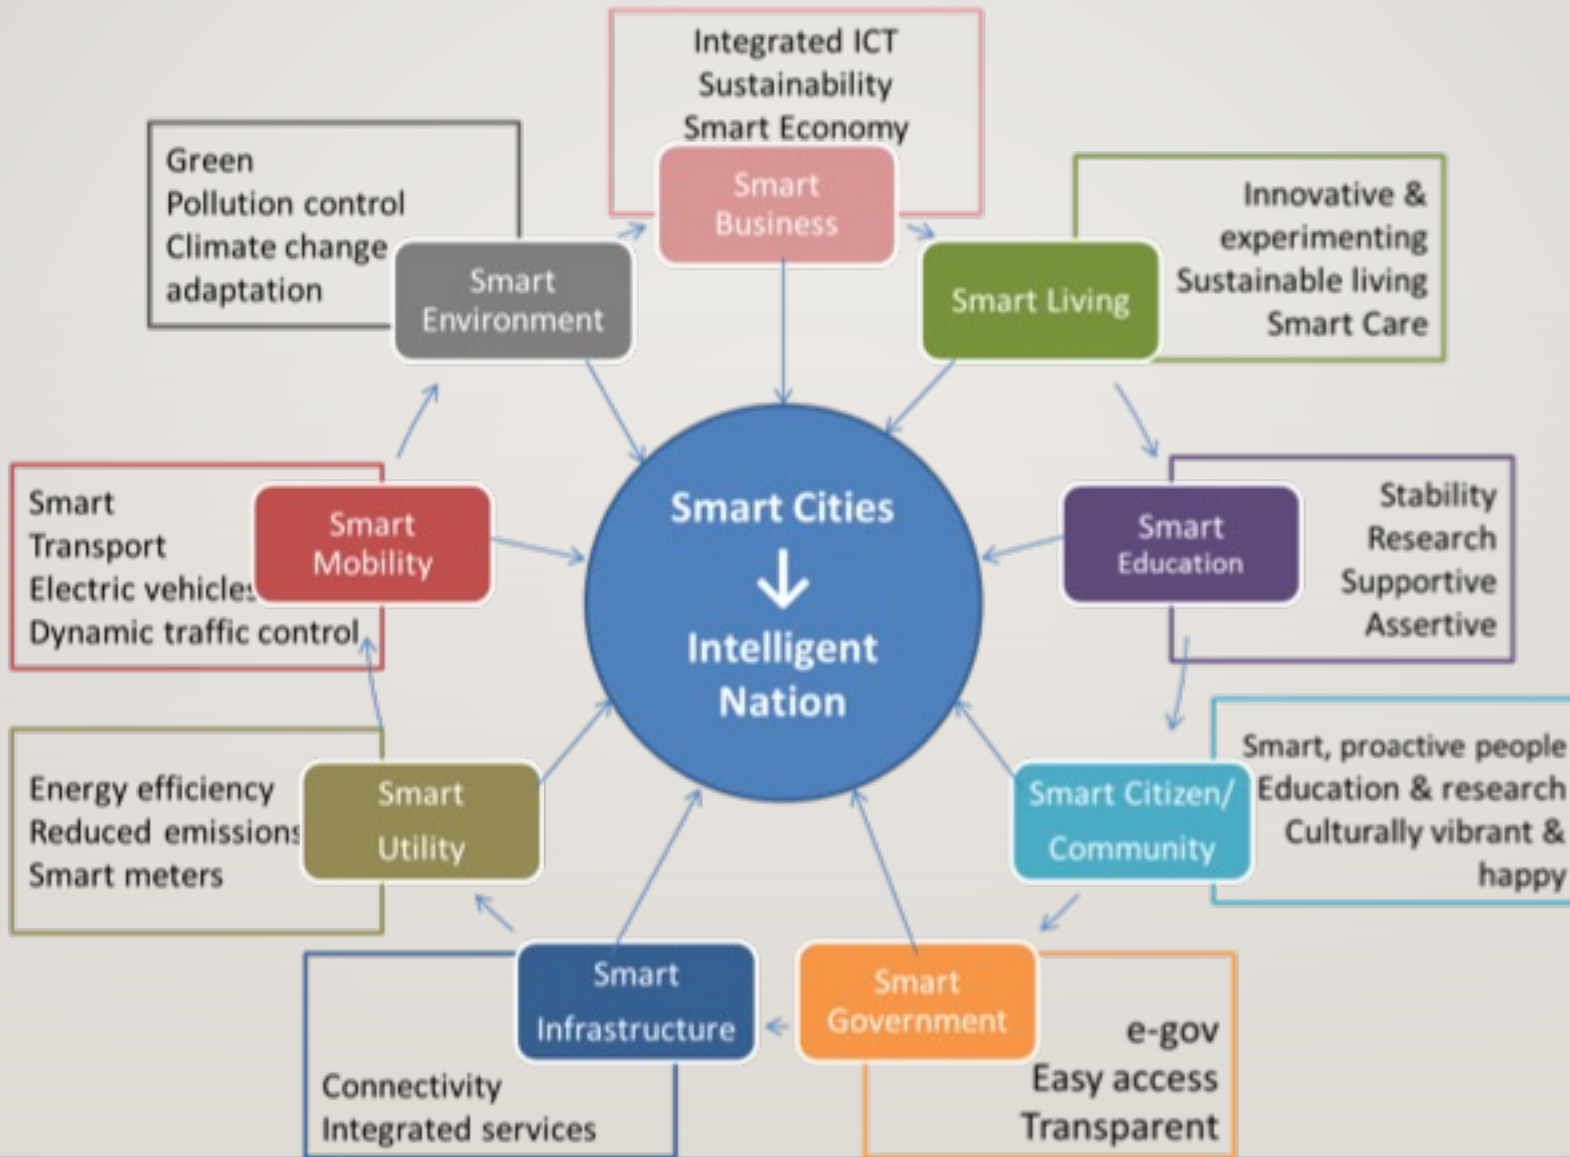 Integrated ICT
Sustainability
Smart Economy
Smart
Business
Green
Pollution control
Climate change
adaptation
Smart
Environment
Innovative &
experimenting
Sustainable living
Smart Care
Smart Living
Smart
Transport
Electric vehicles
Dynamic traffic control
Smart
Mobility
Smart Cities
Intelligent
Nation
Smart
Education
Stability
Research
Supportive
Assertive
Energy efficiency
Reduced emissions
Smart meters
Smart
Utility
Smart Citizen/
Community
Smart, proactive people
Education & research
Culturally vibrant &
happy
Smart
Infrastructure
Connectivity
Integrated services
Smart
Government
e-gov
Easy access
Transparent